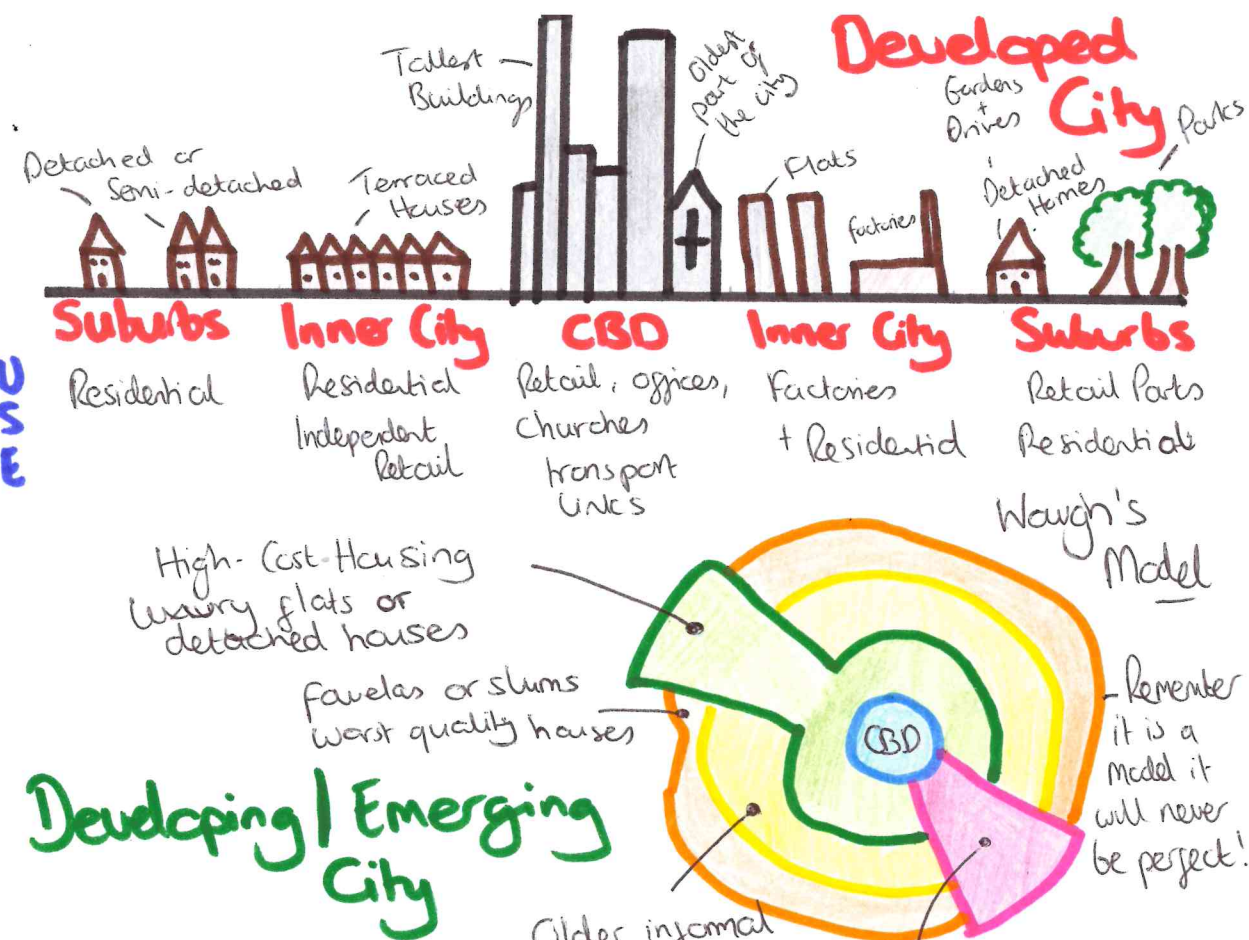 Developed
City
Tallest
Buildings
Oldest
part of
the city
Gardens
+
Drives
Parks
Detached or
Semi-detached
Terraced
Houses
Flats
factories
Detached
Homes
Suburbs
Inner City
CBD
Inner City
Suburbs
USE
Residential
Residential
Independent
Retail
Retail, offices,
Churches
transport
links
Factories
+ Residential
Retail Parks
Residential
Waugh's
Model
High-Cost-Housing
luxury flats or
detached houses
favelas or slums
worst quality houses
CBD
Remember
it is a
model it
will never
be perfect!
Developing/Emerging
City
Older informal